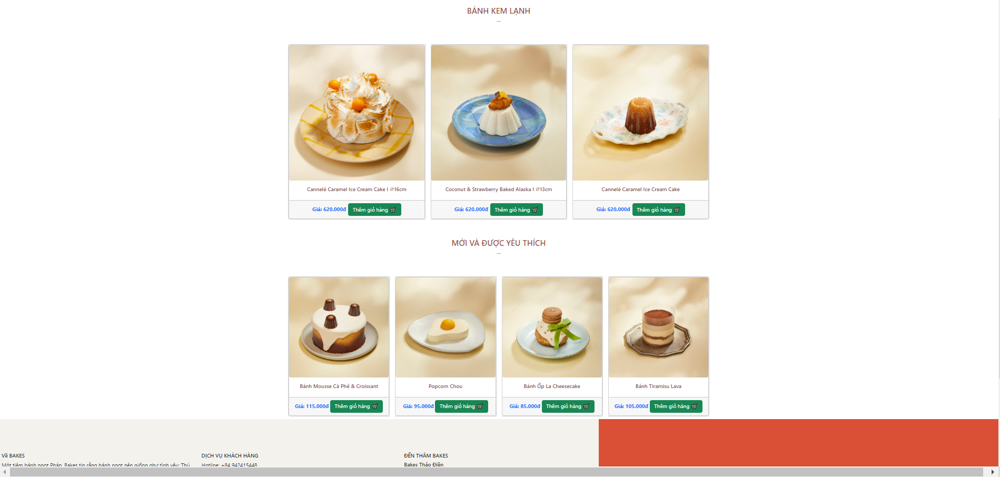 BÁNH KEM LẠNH
Cannelé Caramel Ice Cream Cake I ∅16cm
Coconut & Strawberry Baked Alaska I ∅13cm
Cannelé Caramel Ice Cream Cake
Giá: 620.000đ Thêm giỏ hàng
Giá: 620.000đ Thêm giỏ hàng
Giá: 620.000đ Thêm giỏ hàng
MỚI VÀ ĐƯỢC YÊU THÍCH
Bánh Mousse Cà Phê & Croissant
Popcorn Chou
Bánh Ốp La Cheesecake
Bánh Tiramisu Lava
Giá: 115.000đ Thêm giỏ hàng
Giá: 95.000đ Thêm giỏ hàng
Giá: 85.000đ Thêm giỏ hàng
Giá: 105.000đ Thêm giỏ hàng
Về BAKES
Một tiệm bánh ngọt Pháp. Bakes tin rằng bánh ngọt nên giống như tình yêu: Thú
DỊCH VỤ KHÁCH HÀNG
Hotline: +84 942415448
ĐẾN THĂM BAKES
Bakes Thảo Điền